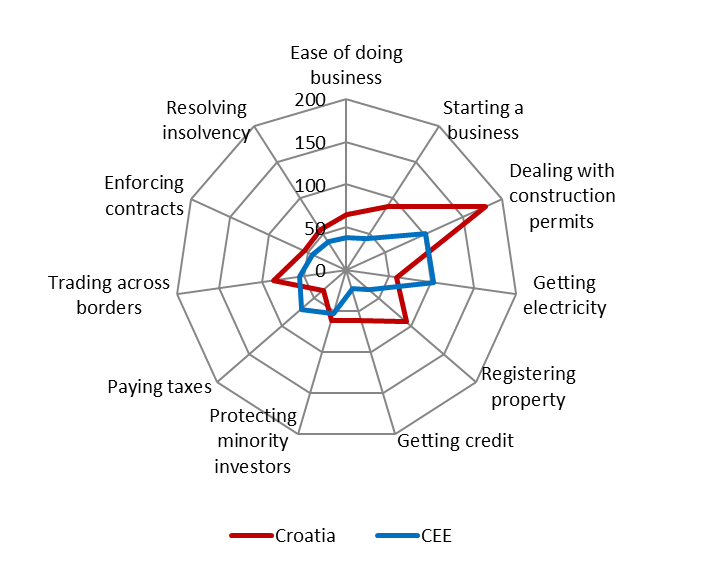 Ease of doing
business
Starting a
business
Dealing with
construction
permits
Getting
electricity
Registering
property
Getting credit
Protecting
minority
investors
Paying taxes
Trading across
borders
Enforcing
contracts
Resolving
insolvency
200
150
100
50
0
Croatia
CEE